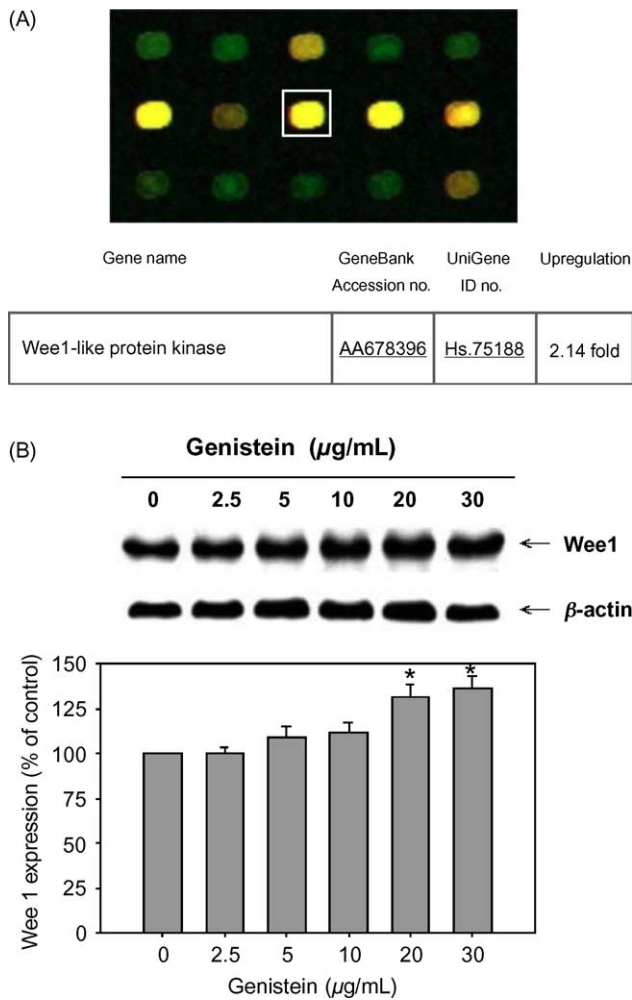 (A)
Gene name GeneBank UniGene Upregulation
Accession no. ID no.
Wee1-like protein kinase AA678396 Hs.75188 2.14 fold
(B)
Genistein (µg/mL)
0 2.5 5 10 20 30
Wee1
β-actin
Wee 1 expression (% of control)
150
125
100
75
50
25
0
* *
0 2.5 5 10 20 30
Genistein (µg/mL)